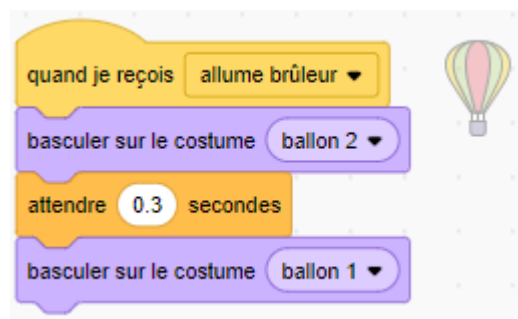 quand je reçois allume brûleur
basculer sur le costume ballon 2
attendre 0.3 secondes
basculer sur le costume ballon 1